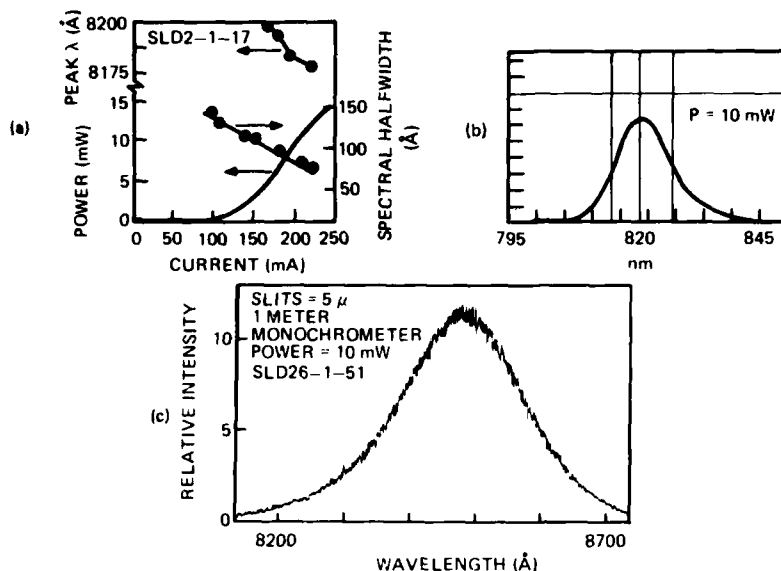 (a)
SLD2-1-17
PEAK λ (Å)
8200
8175
POWER (mW)
15
10
5
0
150
100
50
SPECTRAL HALFWIDTH
(Å)
0 50 100 150 200 250
CURRENT (mA)
(b)
P = 10 mW
795 820 845
nm
(c)
SLITS = 5 μ
1 METER
MONOCHROMETER
POWER = 10 mW
SLD26-1-51
RELATIVE INTENSITY
10
5
0
8200 8700
WAVELENGTH (Å)